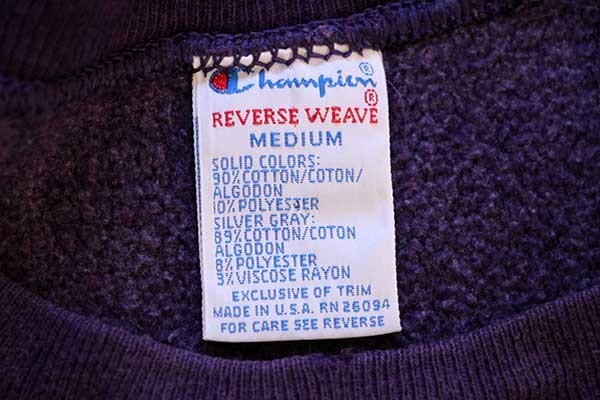 Champion®
REVERSE WEAVE®
MEDIUM
SOLID COLORS:
90% COTTON/COTON/
ALGODON
10% POLYESTER
SILVER GRAY:
89% COTTON/COTON
ALGODON
8% POLYESTER
3% VISCOSE RAYON
EXCLUSIVE OF TRIM
MADE IN U.S.A. RN 26094
FOR CARE SEE REVERSE